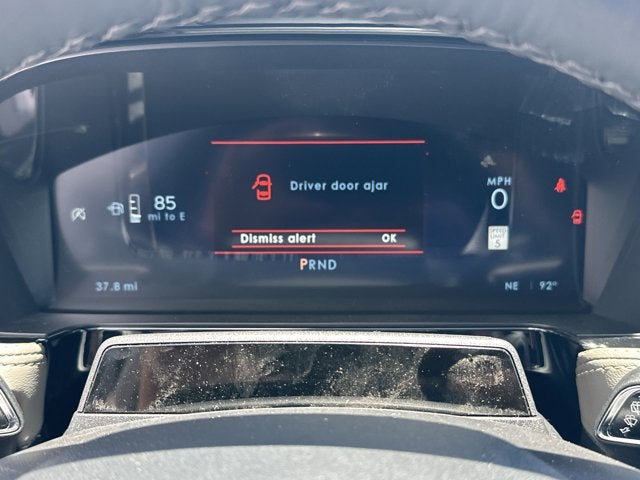 Driver door ajar
85
mi to E
MPH
0
Dismiss alert OK
SPEED
LIMIT
5
PRND
37.8 mi
NE 92°